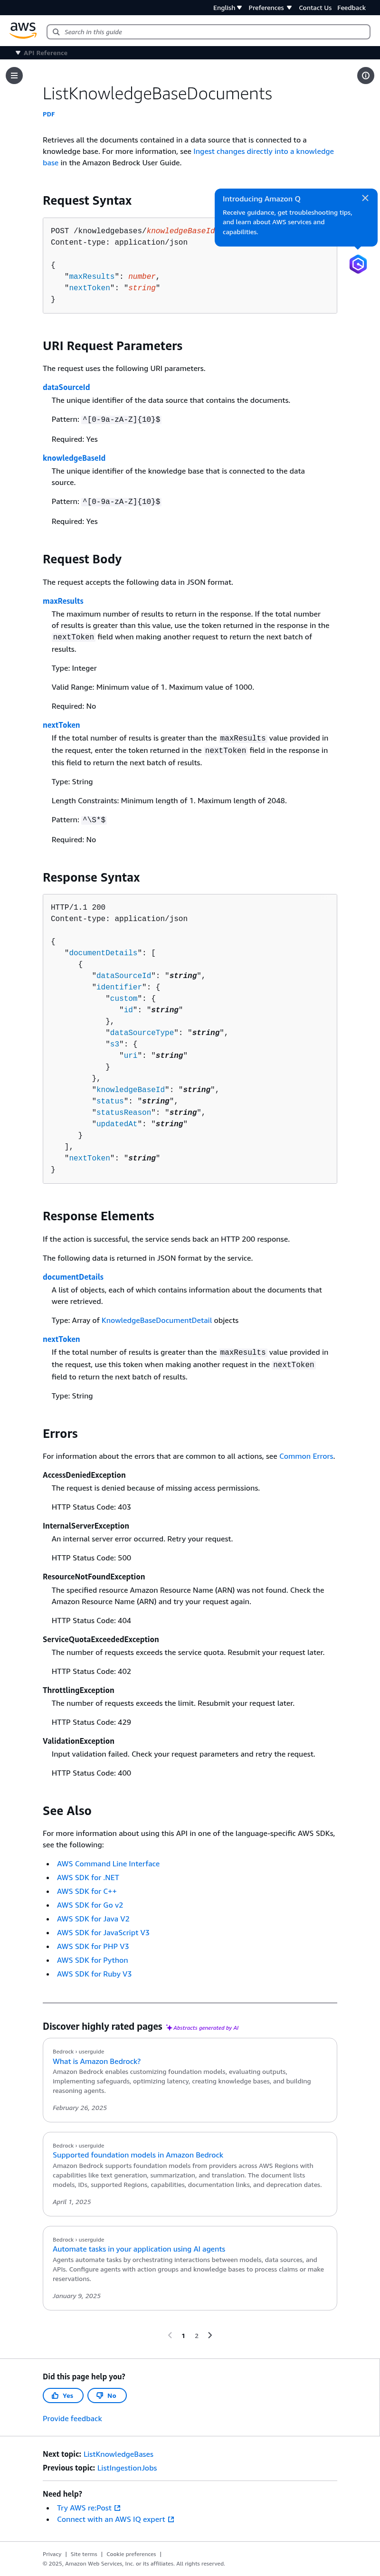 English Preferences Contact Us Feedback
aws
Search in this guide
API Reference
ListKnowledgeBaseDocuments
PDF
Retrieves all the documents contained in a data source that is connected to a
knowledge base. For more information, see Ingest changes directly into a knowledge
base in the Amazon Bedrock User Guide.
Introducing Amazon Q
Receive guidance, get troubleshooting tips,
and learn about AWS services and
capabilities.
Request Syntax
POST /knowledgebases/knowledgeBaseId
Content-type: application/json
{
"maxResults": number,
"nextToken": "string"
}
URI Request Parameters
The request uses the following URI parameters.
dataSourceId
The unique identifier of the data source that contains the documents.
Pattern: ^[0-9a-zA-Z]{10}$
Required: Yes
knowledgeBaseId
The unique identifier of the knowledge base that is connected to the data
source.
Pattern: ^[0-9a-zA-Z]{10}$
Required: Yes
Request Body
The request accepts the following data in JSON format.
maxResults
The maximum number of results to return in the response. If the total number
of results is greater than this value, use the token returned in the response in the
nextToken field when making another request to return the next batch of
results.
Type: Integer
Valid Range: Minimum value of 1. Maximum value of 1000.
Required: No
nextToken
If the total number of results is greater than the maxResults value provided in
the request, enter the token returned in the nextToken field in the response in
this field to return the next batch of results.
Type: String
Length Constraints: Minimum length of 1. Maximum length of 2048.
Pattern: ^\S*$
Required: No
Response Syntax
HTTP/1.1 200
Content-type: application/json
{
"documentDetails": [
{
"dataSourceId": "string",
"identifier": {
"custom": {
"id": "string"
},
"dataSourceType": "string",
"s3": {
"uri": "string"
}
},
"knowledgeBaseId": "string",
"status": "string",
"statusReason": "string",
"updatedAt": "string"
}
],
"nextToken": "string"
}
Response Elements
If the action is successful, the service sends back an HTTP 200 response.
The following data is returned in JSON format by the service.
documentDetails
A list of objects, each of which contains information about the documents that
were retrieved.
Type: Array of KnowledgeBaseDocumentDetail objects
nextToken
If the total number of results is greater than the maxResults value provided in
the request, use this token when making another request in the nextToken
field to return the next batch of results.
Type: String
Errors
For information about the errors that are common to all actions, see Common Errors.
AccessDeniedException
The request is denied because of missing access permissions.
HTTP Status Code: 403
InternalServerException
An internal server error occurred. Retry your request.
HTTP Status Code: 500
ResourceNotFoundException
The specified resource Amazon Resource Name (ARN) was not found. Check the
Amazon Resource Name (ARN) and try your request again.
HTTP Status Code: 404
ServiceQuotaExceededException
The number of requests exceeds the service quota. Resubmit your request later.
HTTP Status Code: 402
ThrottlingException
The number of requests exceeds the limit. Resubmit your request later.
HTTP Status Code: 429
ValidationException
Input validation failed. Check your request parameters and retry the request.
HTTP Status Code: 400
See Also
For more information about using this API in one of the language-specific AWS SDKs,
see the following:
AWS Command Line Interface
AWS SDK for .NET
AWS SDK for C++
AWS SDK for Go v2
AWS SDK for Java V2
AWS SDK for JavaScript V3
AWS SDK for PHP V3
AWS SDK for Python
AWS SDK for Ruby V3
Discover highly rated pages Abstracts generated by AI
Bedrock › userguide
What is Amazon Bedrock?
Amazon Bedrock enables customizing foundation models, evaluating outputs,
implementing safeguards, optimizing latency, creating knowledge bases, and building
reasoning agents.
February 26, 2025
Bedrock › userguide
Supported foundation models in Amazon Bedrock
Amazon Bedrock supports foundation models from providers across AWS Regions with
capabilities like text generation, summarization, and translation. The document lists
models, IDs, supported Regions, capabilities, documentation links, and deprecation dates.
April 1, 2025
Bedrock › userguide
Automate tasks in your application using AI agents
Agents automate tasks by orchestrating interactions between models, data sources, and
APIs. Configure agents with action groups and knowledge bases to process claims or make
reservations.
January 9, 2025
1 2
Did this page help you?
Yes No
Provide feedback
Next topic: ListKnowledgeBases
Previous topic: ListIngestionJobs
Need help?
Try AWS re:Post
Connect with an AWS IQ expert
Privacy | Site terms | Cookie preferences |
© 2025, Amazon Web Services, Inc. or its affiliates. All rights reserved.